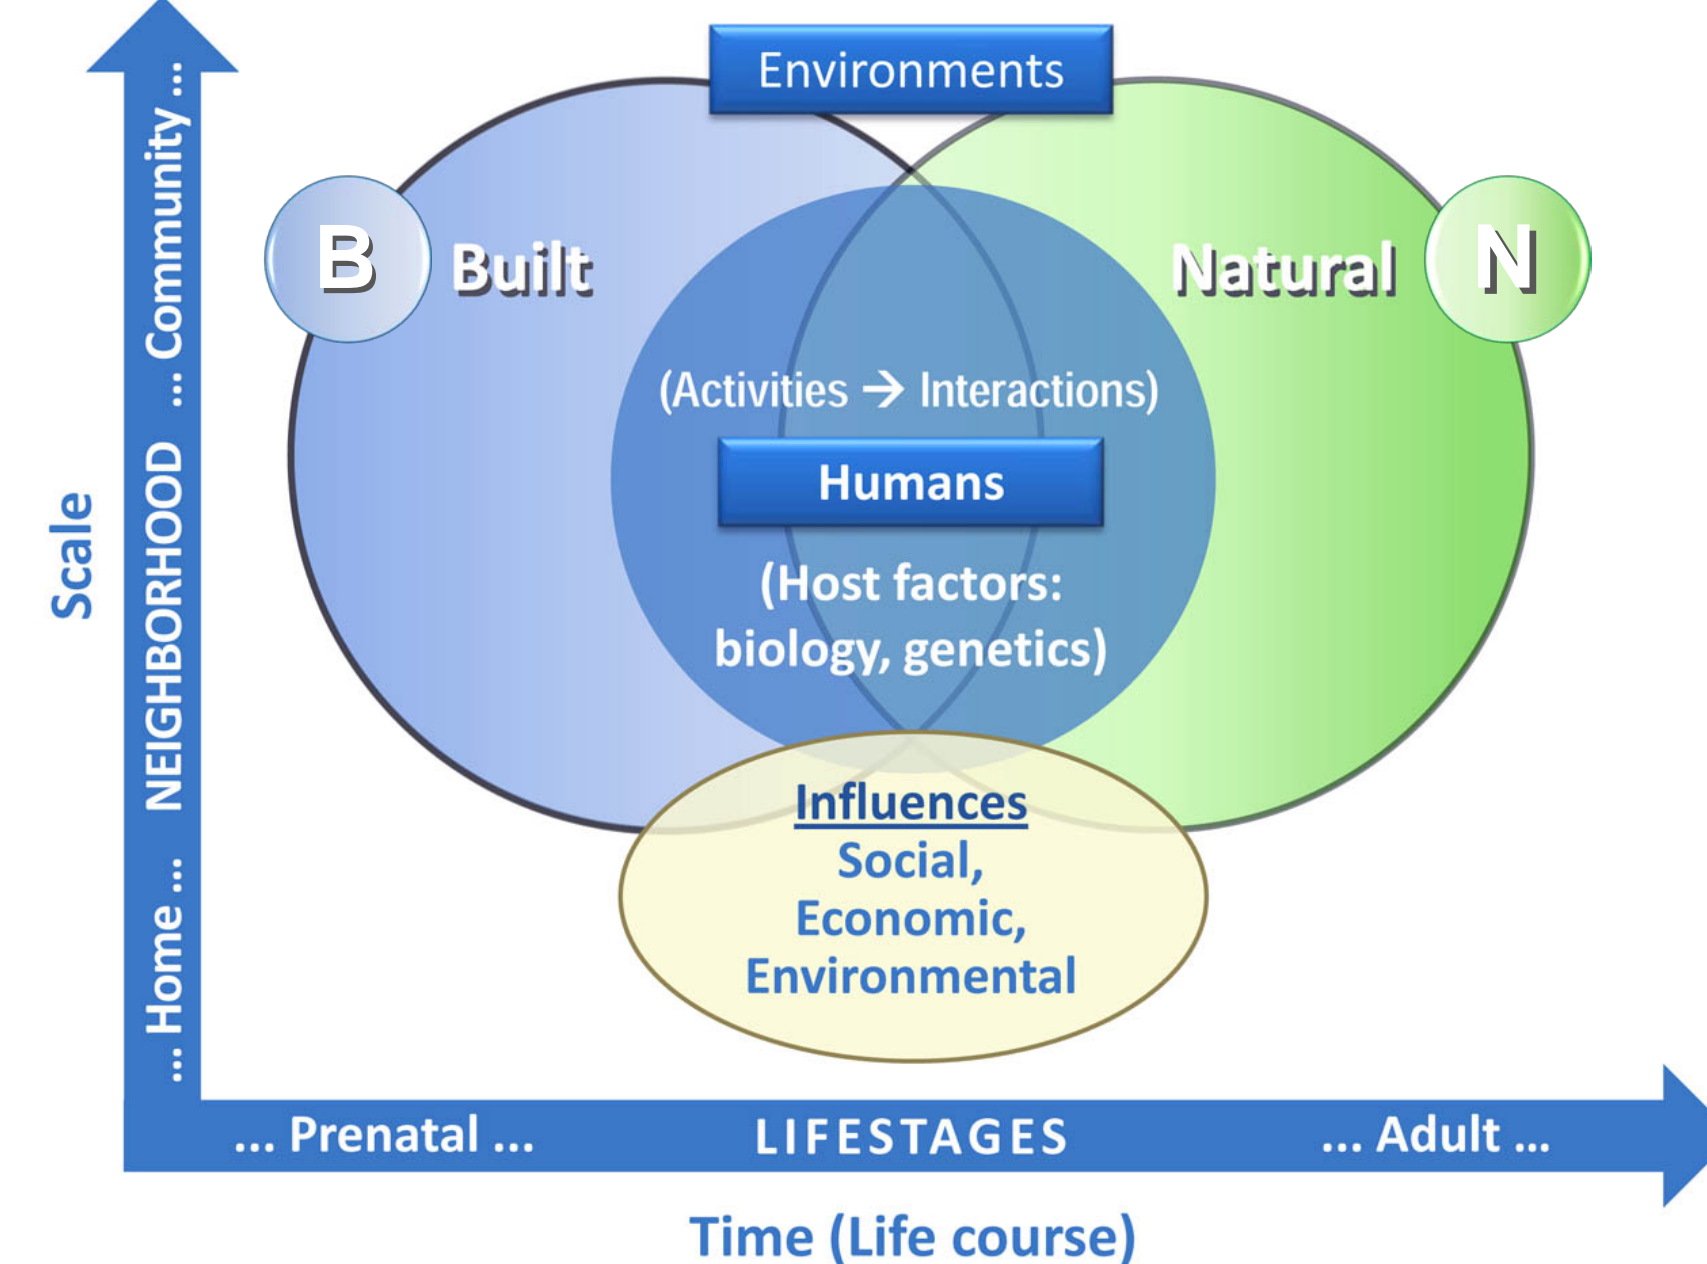 Environments
B
Built
Natural
N
(Activities → Interactions)
Humans
(Host factors:
biology, genetics)
Influences
Social,
Economic,
Environmental
Scale
... Home ... NEIGHBORHOOD ... Community ...
... Prenatal ... LIFESTAGES ... Adult ...
Time (Life course)